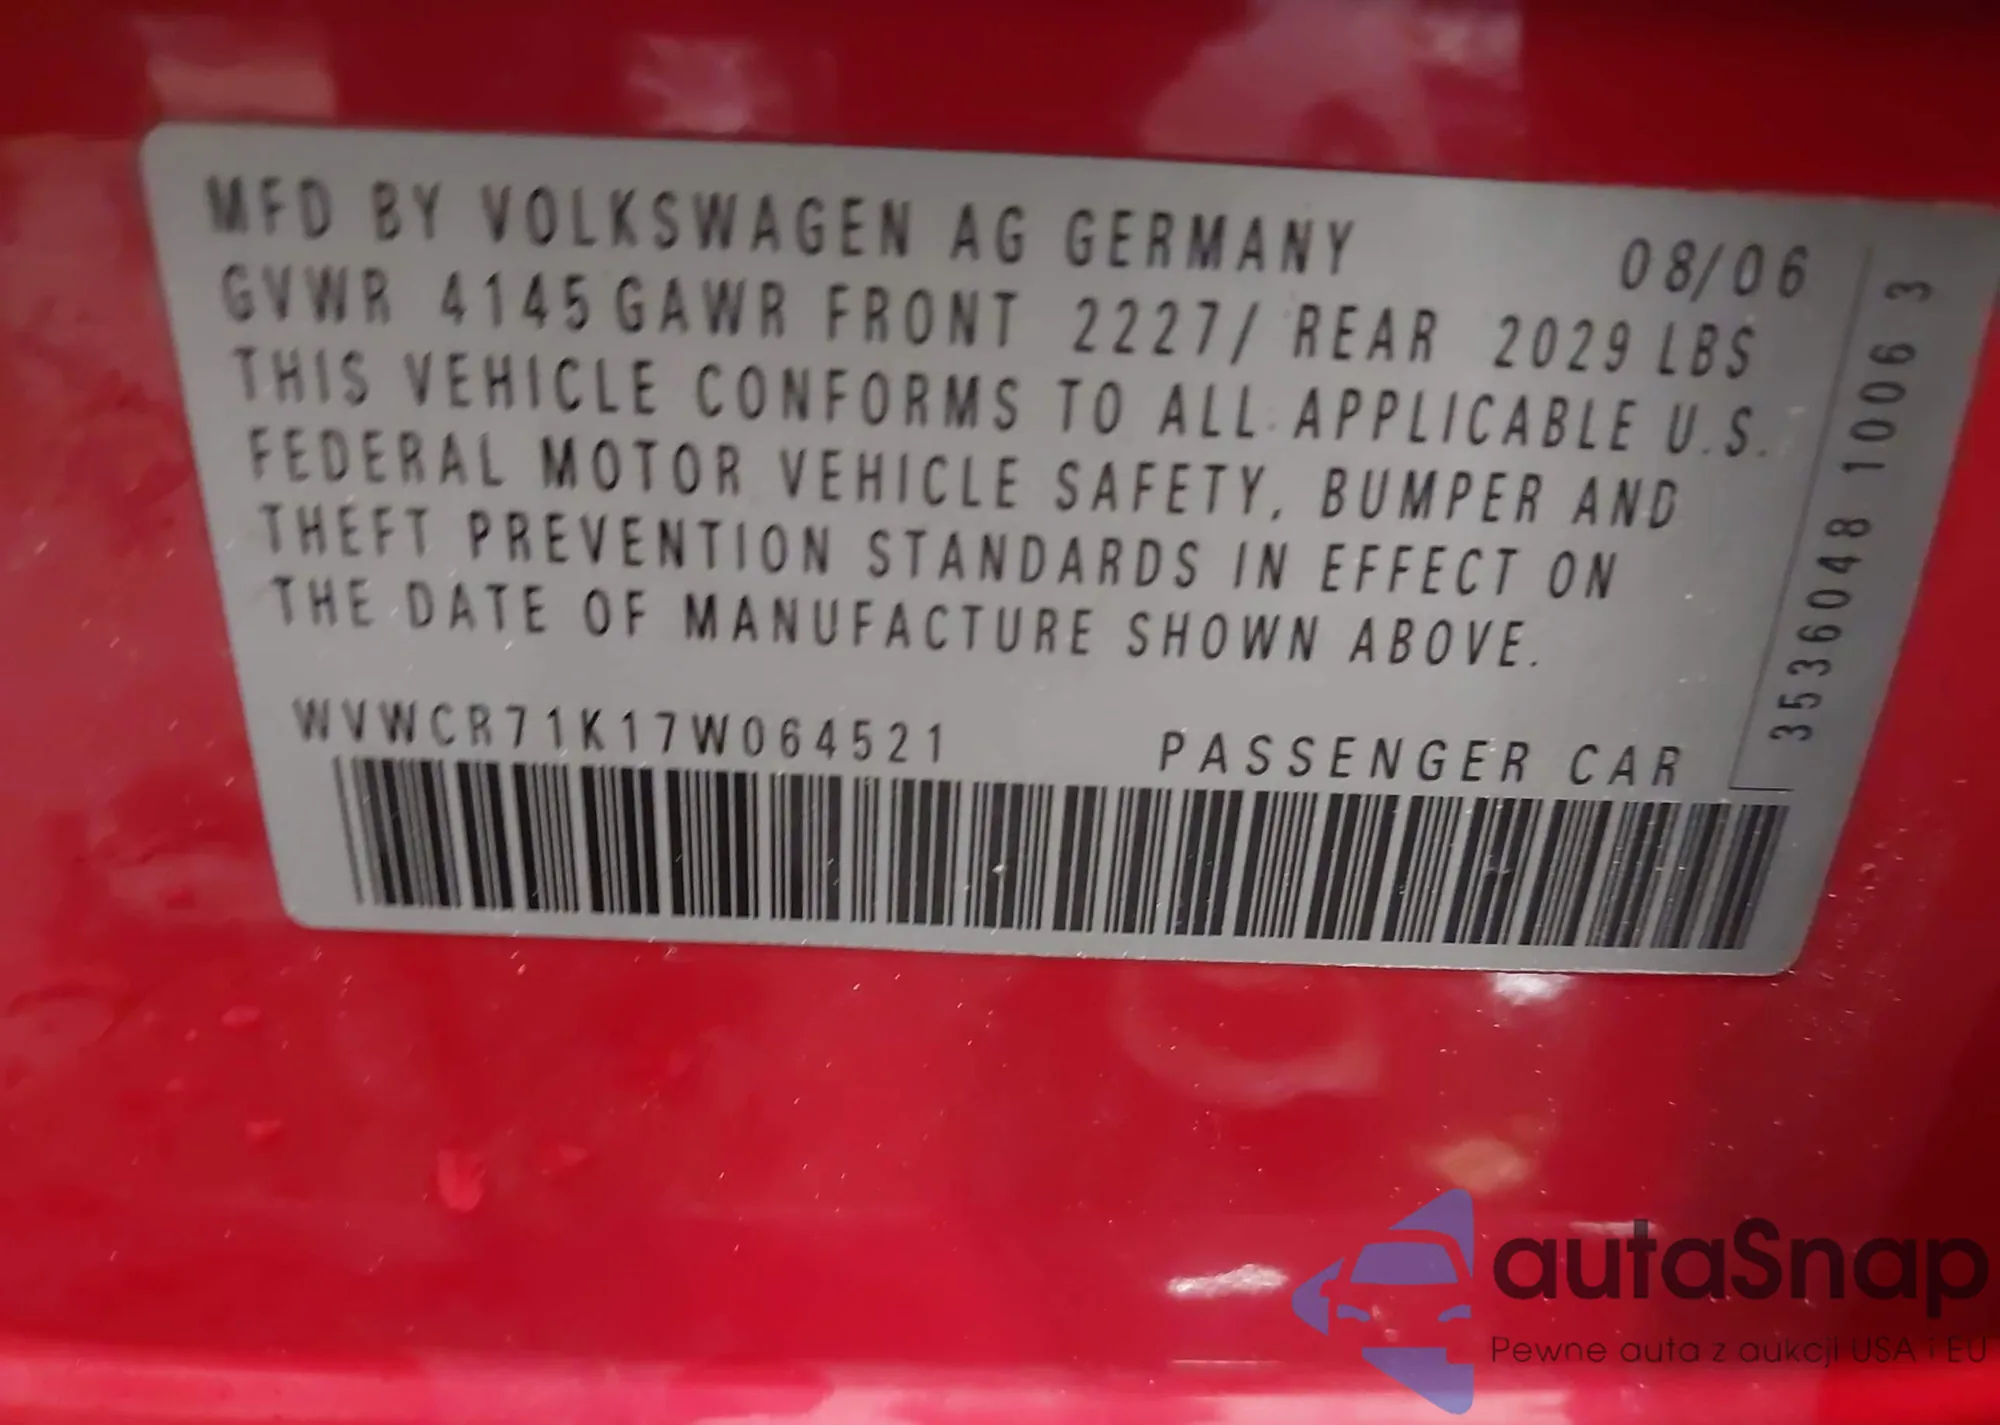 MFD BY VOLKSWAGEN AG GERMANY 08/06
GVWR 4145 GAWR FRONT 2227/ REAR 2029 LBS
THIS VEHICLE CONFORMS TO ALL APPLICABLE U.S.
FEDERAL MOTOR VEHICLE SAFETY, BUMPER AND
THEFT PREVENTION STANDARDS IN EFFECT ON
THE DATE OF MANUFACTURE SHOWN ABOVE.
WVWCR71K17W064521 PASSENGER CAR
3536048 1006 3
autaSnap
Pewne auta z aukcji USA i EU